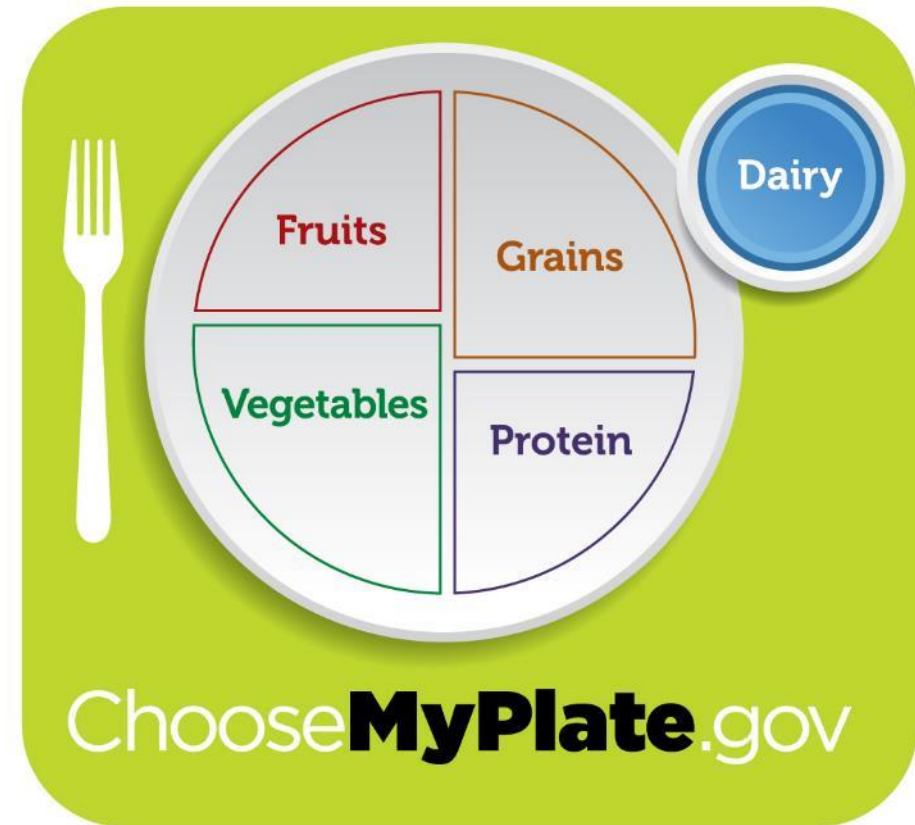 Fruits
Grains
Dairy
Vegetables
Protein
ChooseMyPlate.gov